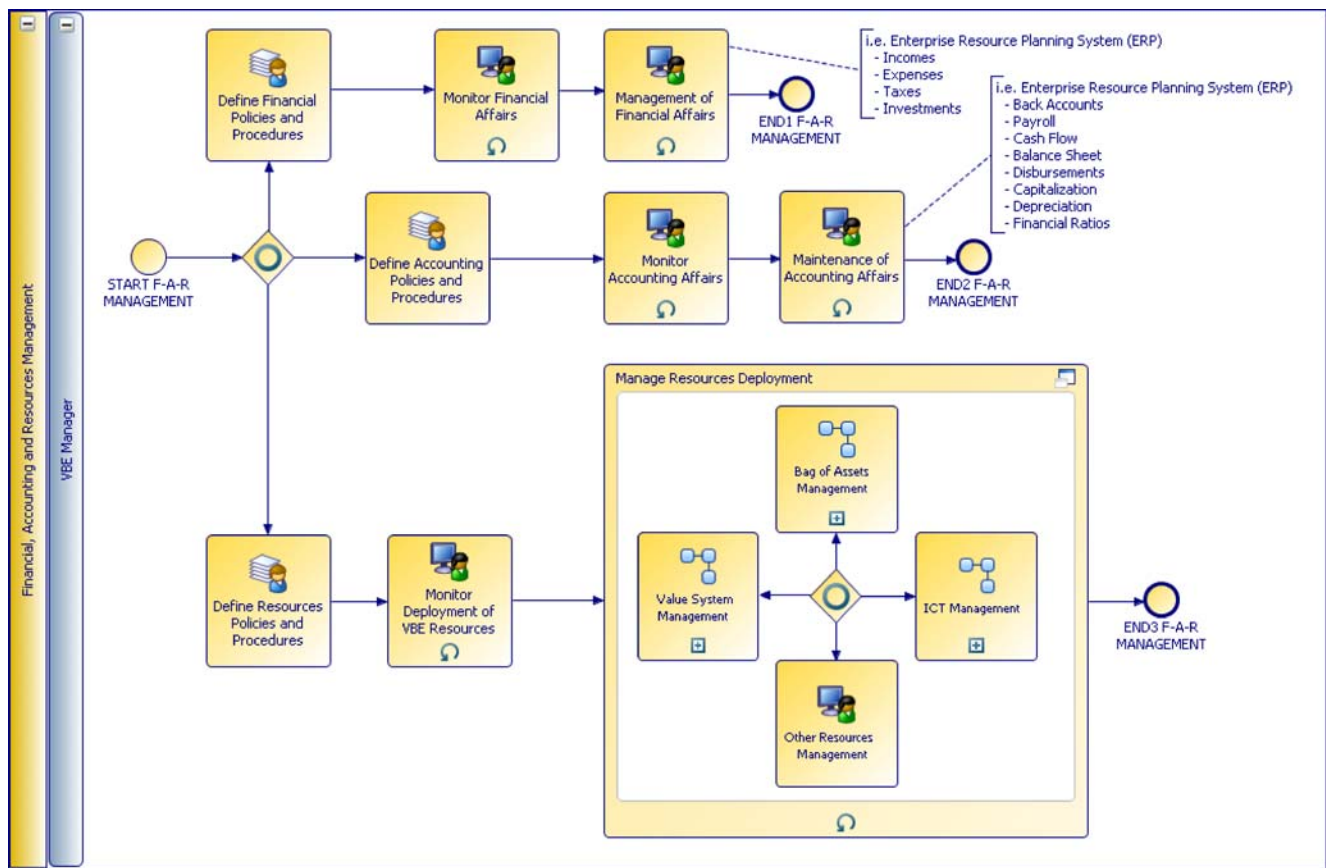 Financial, Accounting and Resources Management
VBE Manager
Define Financial
Policies and
Procedures
Monitor Financial
Affairs
Management of
Financial Affairs
END1 F-A-R
MANAGEMENT
i.e. Enterprise Resource Planning System (ERP)
- Incomes
- Expenses
- Taxes
- Investments
i.e. Enterprise Resource Planning System (ERP)
- Back Accounts
- Payroll
- Cash Flow
- Balance Sheet
- Disbursements
- Capitalization
- Depreciation
- Financial Ratios
START F-A-R
MANAGEMENT
Define Accounting
Policies and
Procedures
Monitor
Accounting Affairs
Maintenance of
Accounting Affairs
END2 F-A-R
MANAGEMENT
Manage Resources Deployment
Bag of Assets
Management
Define Resources
Policies and
Procedures
Monitor
Deployment of
VBE Resources
Value System
Management
ICT Management
Other Resources
Management
END3 F-A-R
MANAGEMENT